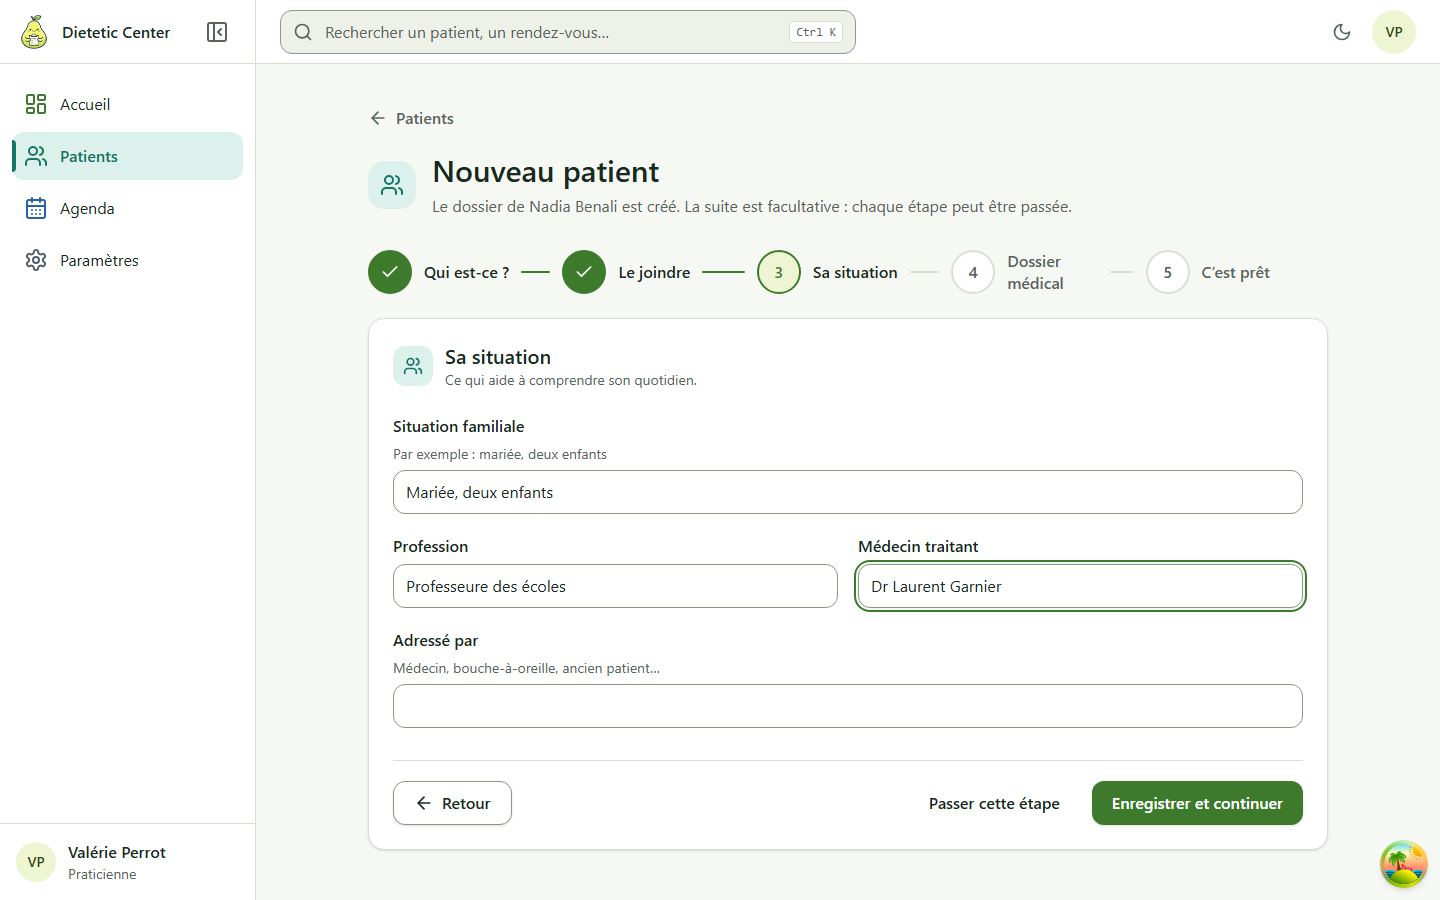 Dietetic Center
Rechercher un patient, un rendez-vous...
Ctrl K
VP
Accueil
Patients
Agenda
Paramètres
Patients
Nouveau patient
Le dossier de Nadia Benali est créé. La suite est facultative : chaque étape peut être passée.
Qui est-ce ?
Le joindre
3
Sa situation
4
Dossier
médical
5
C'est prêt
Sa situation
Ce qui aide à comprendre son quotidien.
Situation familiale
Par exemple : mariée, deux enfants
Mariée, deux enfants
Profession
Médecin traitant
Professeure des écoles
Dr Laurent Garnier
Adressé par
Médecin, bouche-à-oreille, ancien patient...
Retour
Passer cette étape
Enregistrer et continuer
VP
Valérie Perrot
Praticienne